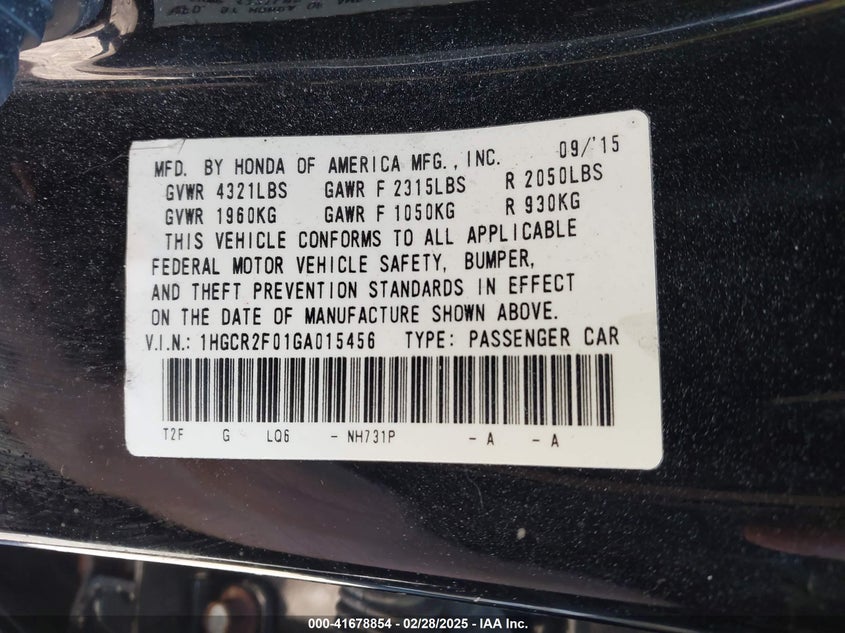 MFD. BY HONDA OF AMERICA MFG., INC. 09/'15
GVWR 4321LBS GAWR F 2315LBS R 2050LBS
GVWR 1960KG GAWR F 1050KG R 930KG
THIS VEHICLE CONFORMS TO ALL APPLICABLE
FEDERAL MOTOR VEHICLE SAFETY, BUMPER,
AND THEFT PREVENTION STANDARDS IN EFFECT
ON THE DATE OF MANUFACTURE SHOWN ABOVE.
V.I.N.: 1HGCR2F01GA015456 TYPE: PASSENGER CAR
T2F G LQ6 - NH731P - A - A
000-41678854 - 02/28/2025 - IAA Inc.